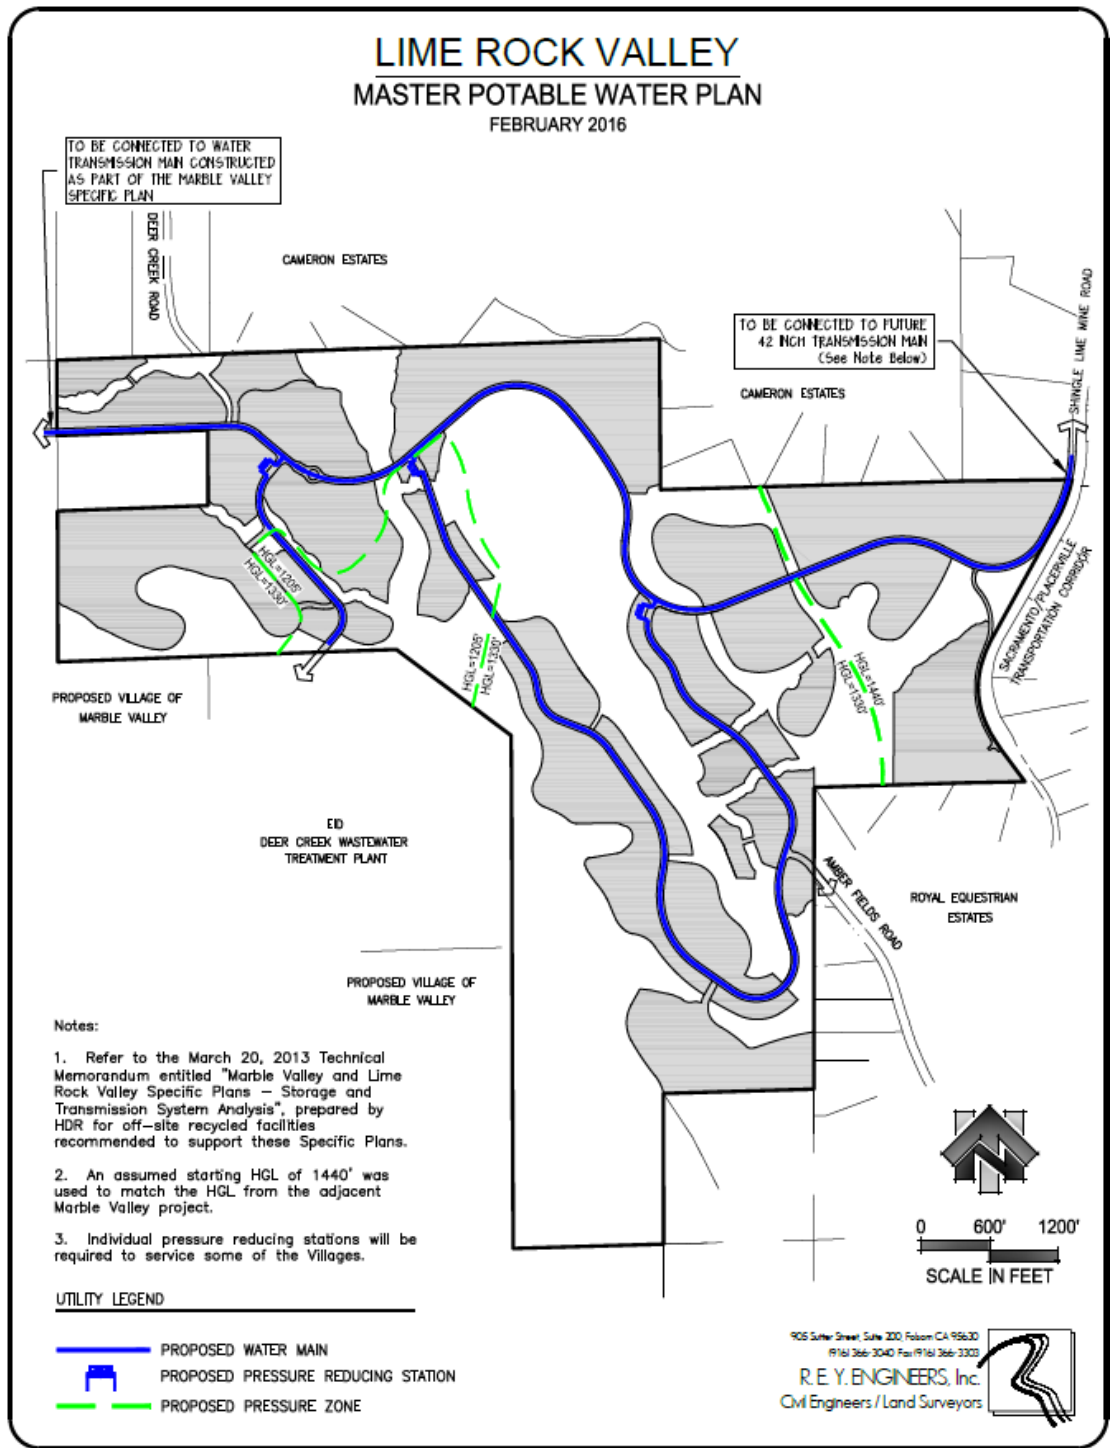 LIME ROCK VALLEY
MASTER POTABLE WATER PLAN
FEBRUARY 2016
TO BE CONNECTED TO WATER
TRANSMISSION MAIN CONSTRUCTED
AS PART OF THE MARBLE VALLEY
SPECIFIC PLAN
DEER CREEK ROAD
CAMERON ESTATES
TO BE CONNECTED TO FUTURE
42 INCH TRANSMISSION MAIN
(See Note Below)
SHINGLE LIME MINE ROAD
CAMERON ESTATES
HGL=1205'
HGL=1330'
HGL=1205'
HGL=1330'
HGL=1440'
HGL=1330'
SACRAMENTO/PLACERVILLE
TRANSPORTATION CORRIDOR
PROPOSED VILLAGE OF
MARBLE VALLEY
EID
DEER CREEK WASTEWATER
TREATMENT PLANT
AMBER FIELDS ROAD
ROYAL EQUESTRIAN
ESTATES
PROPOSED VILLAGE OF
MARBLE VALLEY
Notes:
1. Refer to the March 20, 2013 Technical
Memorandum entitled "Marble Valley and Lime
Rock Valley Specific Plans – Storage and
Transmission System Analysis", prepared by
HDR for off–site recycled facilities
recommended to support these Specific Plans.
2. An assumed starting HGL of 1440' was
used to match the HGL from the adjacent
Marble Valley project.
3. Individual pressure reducing stations will be
required to service some of the Villages.
N
0 600' 1200'
SCALE IN FEET
UTILITY LEGEND
PROPOSED WATER MAIN
PROPOSED PRESSURE REDUCING STATION
PROPOSED PRESSURE ZONE
905 Sutter Street, Suite 200, Folsom CA 95630
(916) 366-3040 Fax (916) 366-3303
R. E. Y. ENGINEERS, Inc.
Civil Engineers / Land Surveyors